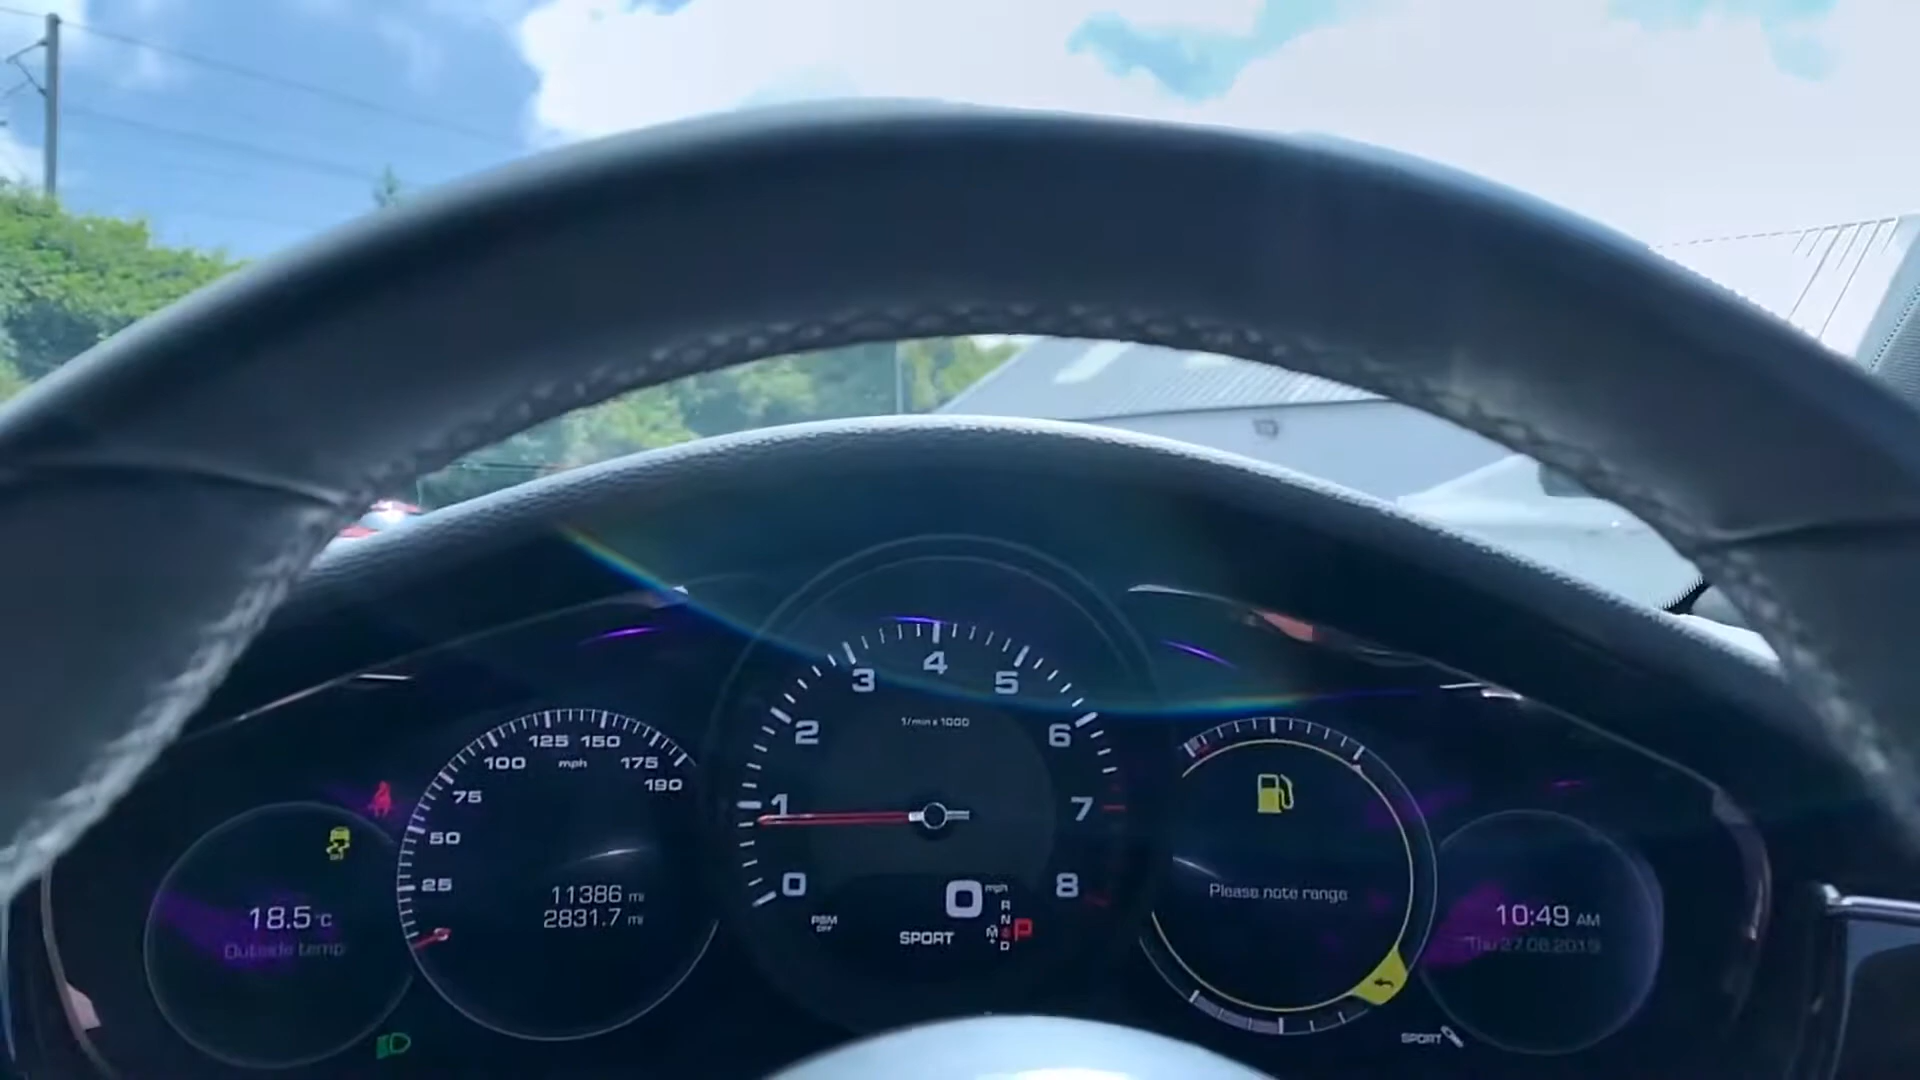 18.5 °C
Outside temp.
25
50
75
100
125
150
175
190
mph
11386 mi
2831.7 mi
0
1
2
3
4
5
6
7
8
1/min x 1000
PSM
OFF
0 mph
SPORT
R
N
D
M
P
Please note range
10:49 AM
SPORT
OFF